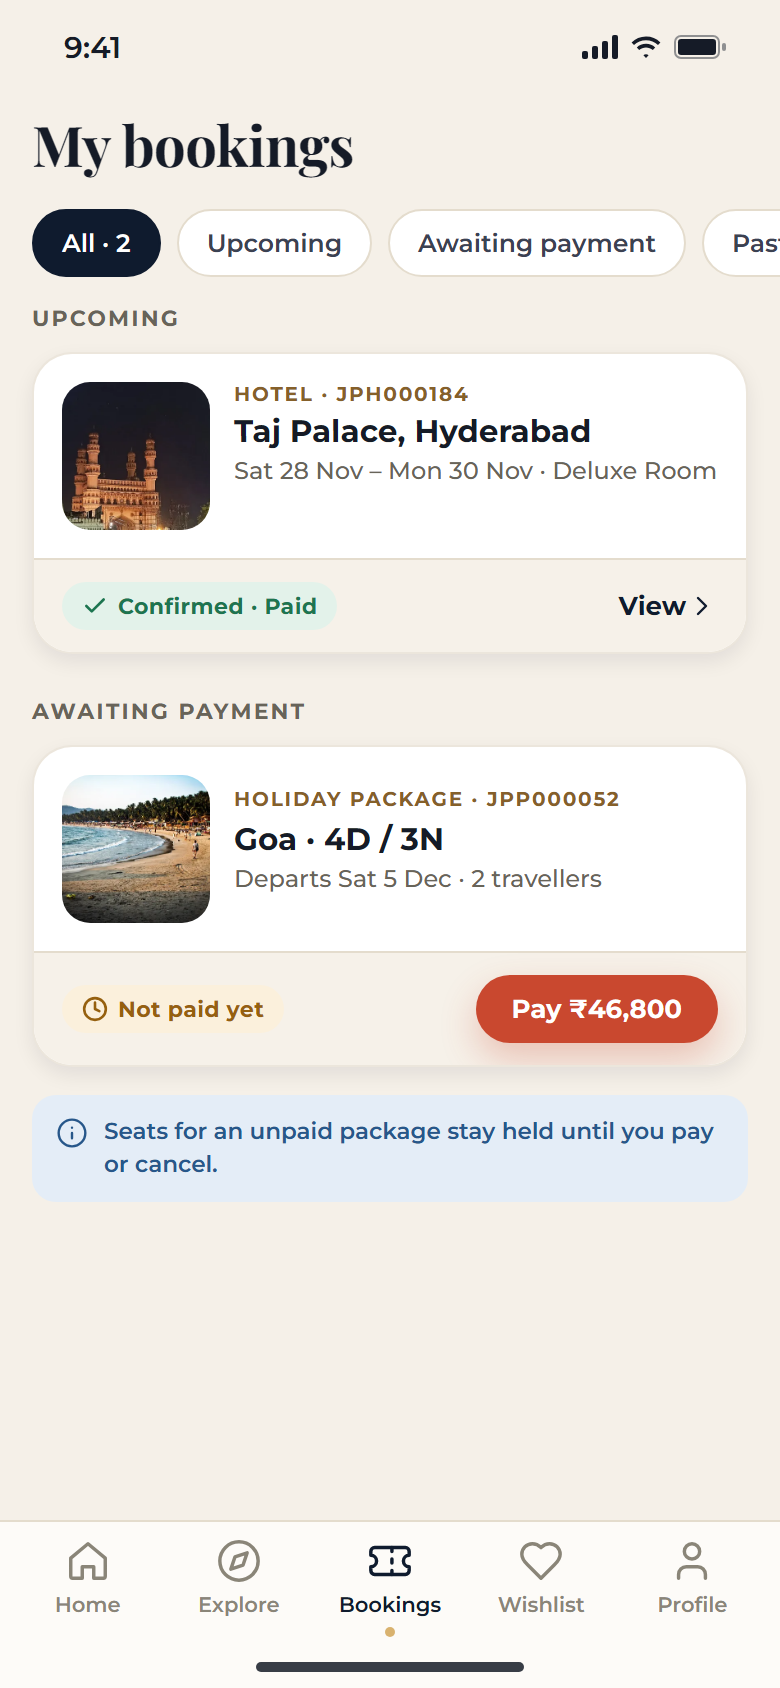 9:41
My bookings
All · 2
Upcoming
Awaiting payment
Past
UPCOMING
HOTEL · JPH000184
Taj Palace, Hyderabad
Sat 28 Nov – Mon 30 Nov · Deluxe Room
Confirmed · Paid
View
AWAITING PAYMENT
HOLIDAY PACKAGE · JPP000052
Goa · 4D / 3N
Departs Sat 5 Dec · 2 travellers
Not paid yet
Pay ₹46,800
Seats for an unpaid package stay held until you pay
or cancel.
Home
Explore
Bookings
Wishlist
Profile